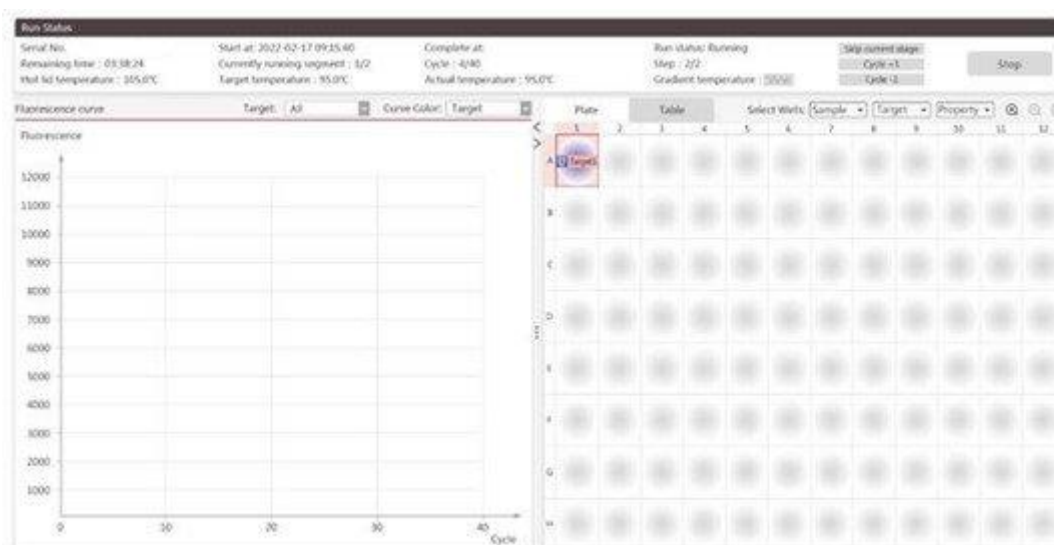 Run Status
Serial No.
Start at: 2022-02-17 09:15:40
Complete at:
Run status: Running
Skip current stage
Remaining time : 03:38:24
Currently running segment : 1/2
Cycle : 4/40
Step : 2/2
Cycle +1
Stop
Hot lid temperature : 105.0℃
Target temperature : 95.0℃
Actual temperature : 95.0℃
Gradient temperature :
Cycle -1
Fluorescence curve
Target: All
Curve Color: Target
Plate
Table
Select Wells:
Sample
Target
Property
Fluorescence
12000
11000
10000
9000
8000
7000
6000
5000
4000
3000
2000
1000
0 10 20 30 40
Cycle
1 2 3 4 5 6 7 8 9 10 11 12
A
U Target1
B
C
D
E
F
G
H